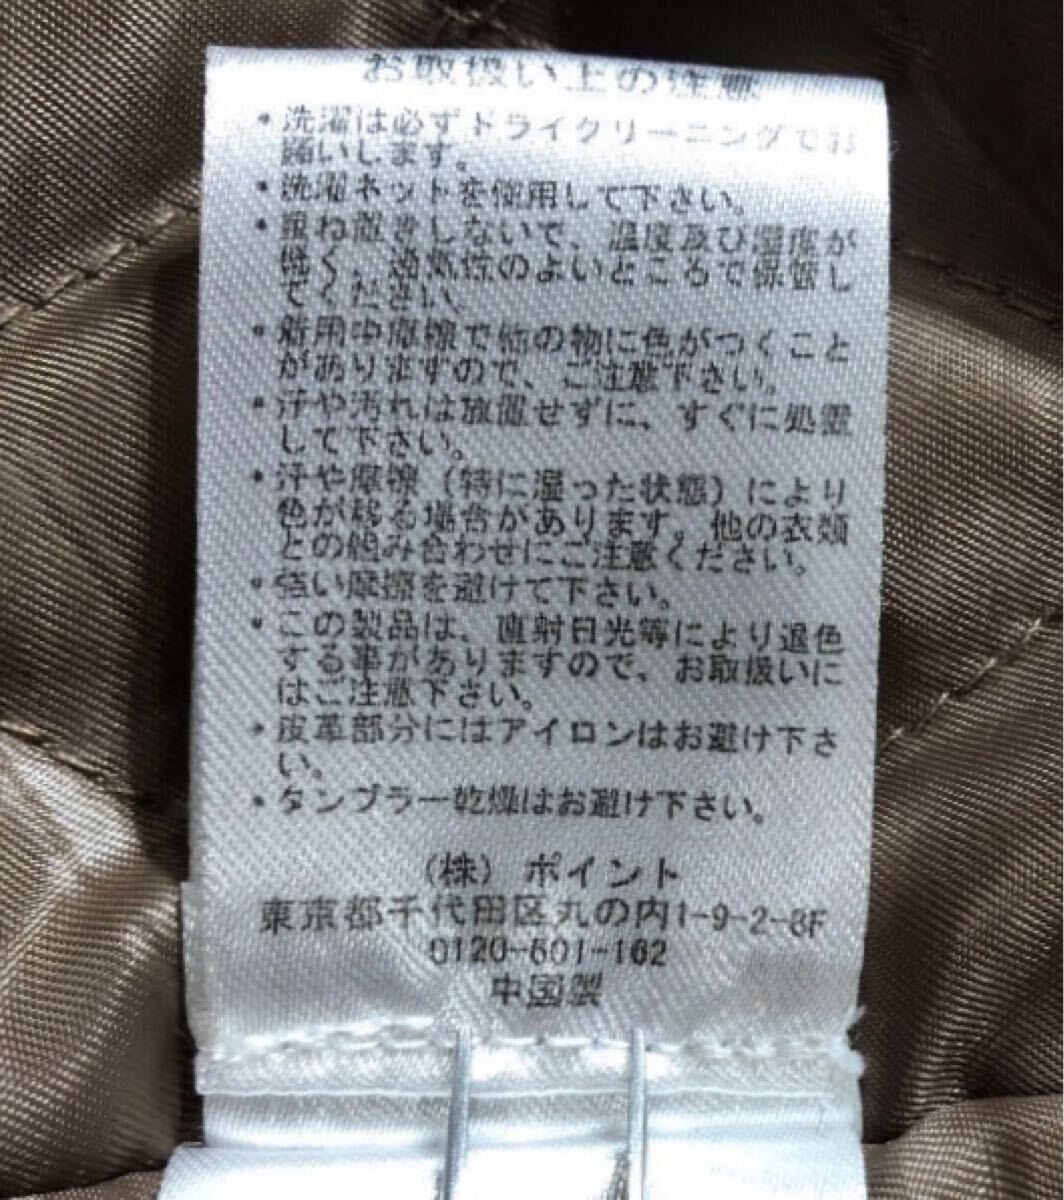 お取扱い上の注意
・洗濯は必ずドライクリーニングでお
願いします。
・洗濯ネットを使用して下さい。
・重ね置きしないで、温度及び湿度が
低く、通気性のよいところで保管し
てください。
・着用中摩擦で他の物に色がつくこと
がありますので、ご注意下さい。
・汗や汚れは放置せずに、すぐに処置
して下さい。
・汗や摩擦（特に湿った状態）により
色が移る場合があります。他の衣類
との組み合わせにご注意ください。
・強い摩擦を避けて下さい。
・この製品は、直射日光等により退色
する事がありますので、お取扱いに
はご注意下さい。
・皮革部分にはアイロンはお避け下さ
い。
・タンブラー乾燥はお避け下さい。
（株）ポイント
東京都千代田区丸の内1-9-2-8F
0120-601-162
中国製